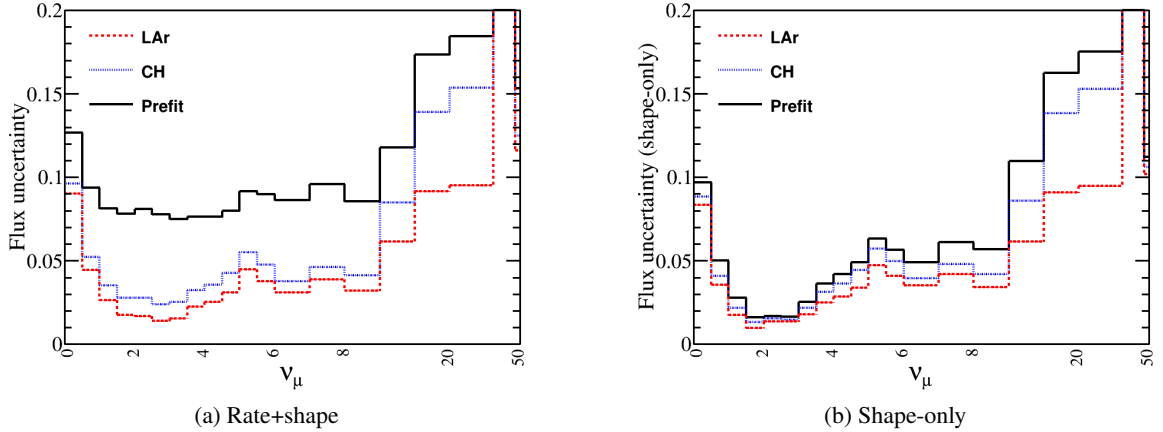 Flux uncertainty
0.2
0.15
0.1
0.05
0
LAr
CH
Prefit
0 2 4 6 8 20 50
νμ
(a) Rate+shape
Flux uncertainty (shape-only)
0.2
0.15
0.1
0.05
0
LAr
CH
Prefit
0 2 4 6 8 20 50
νμ
(b) Shape-only